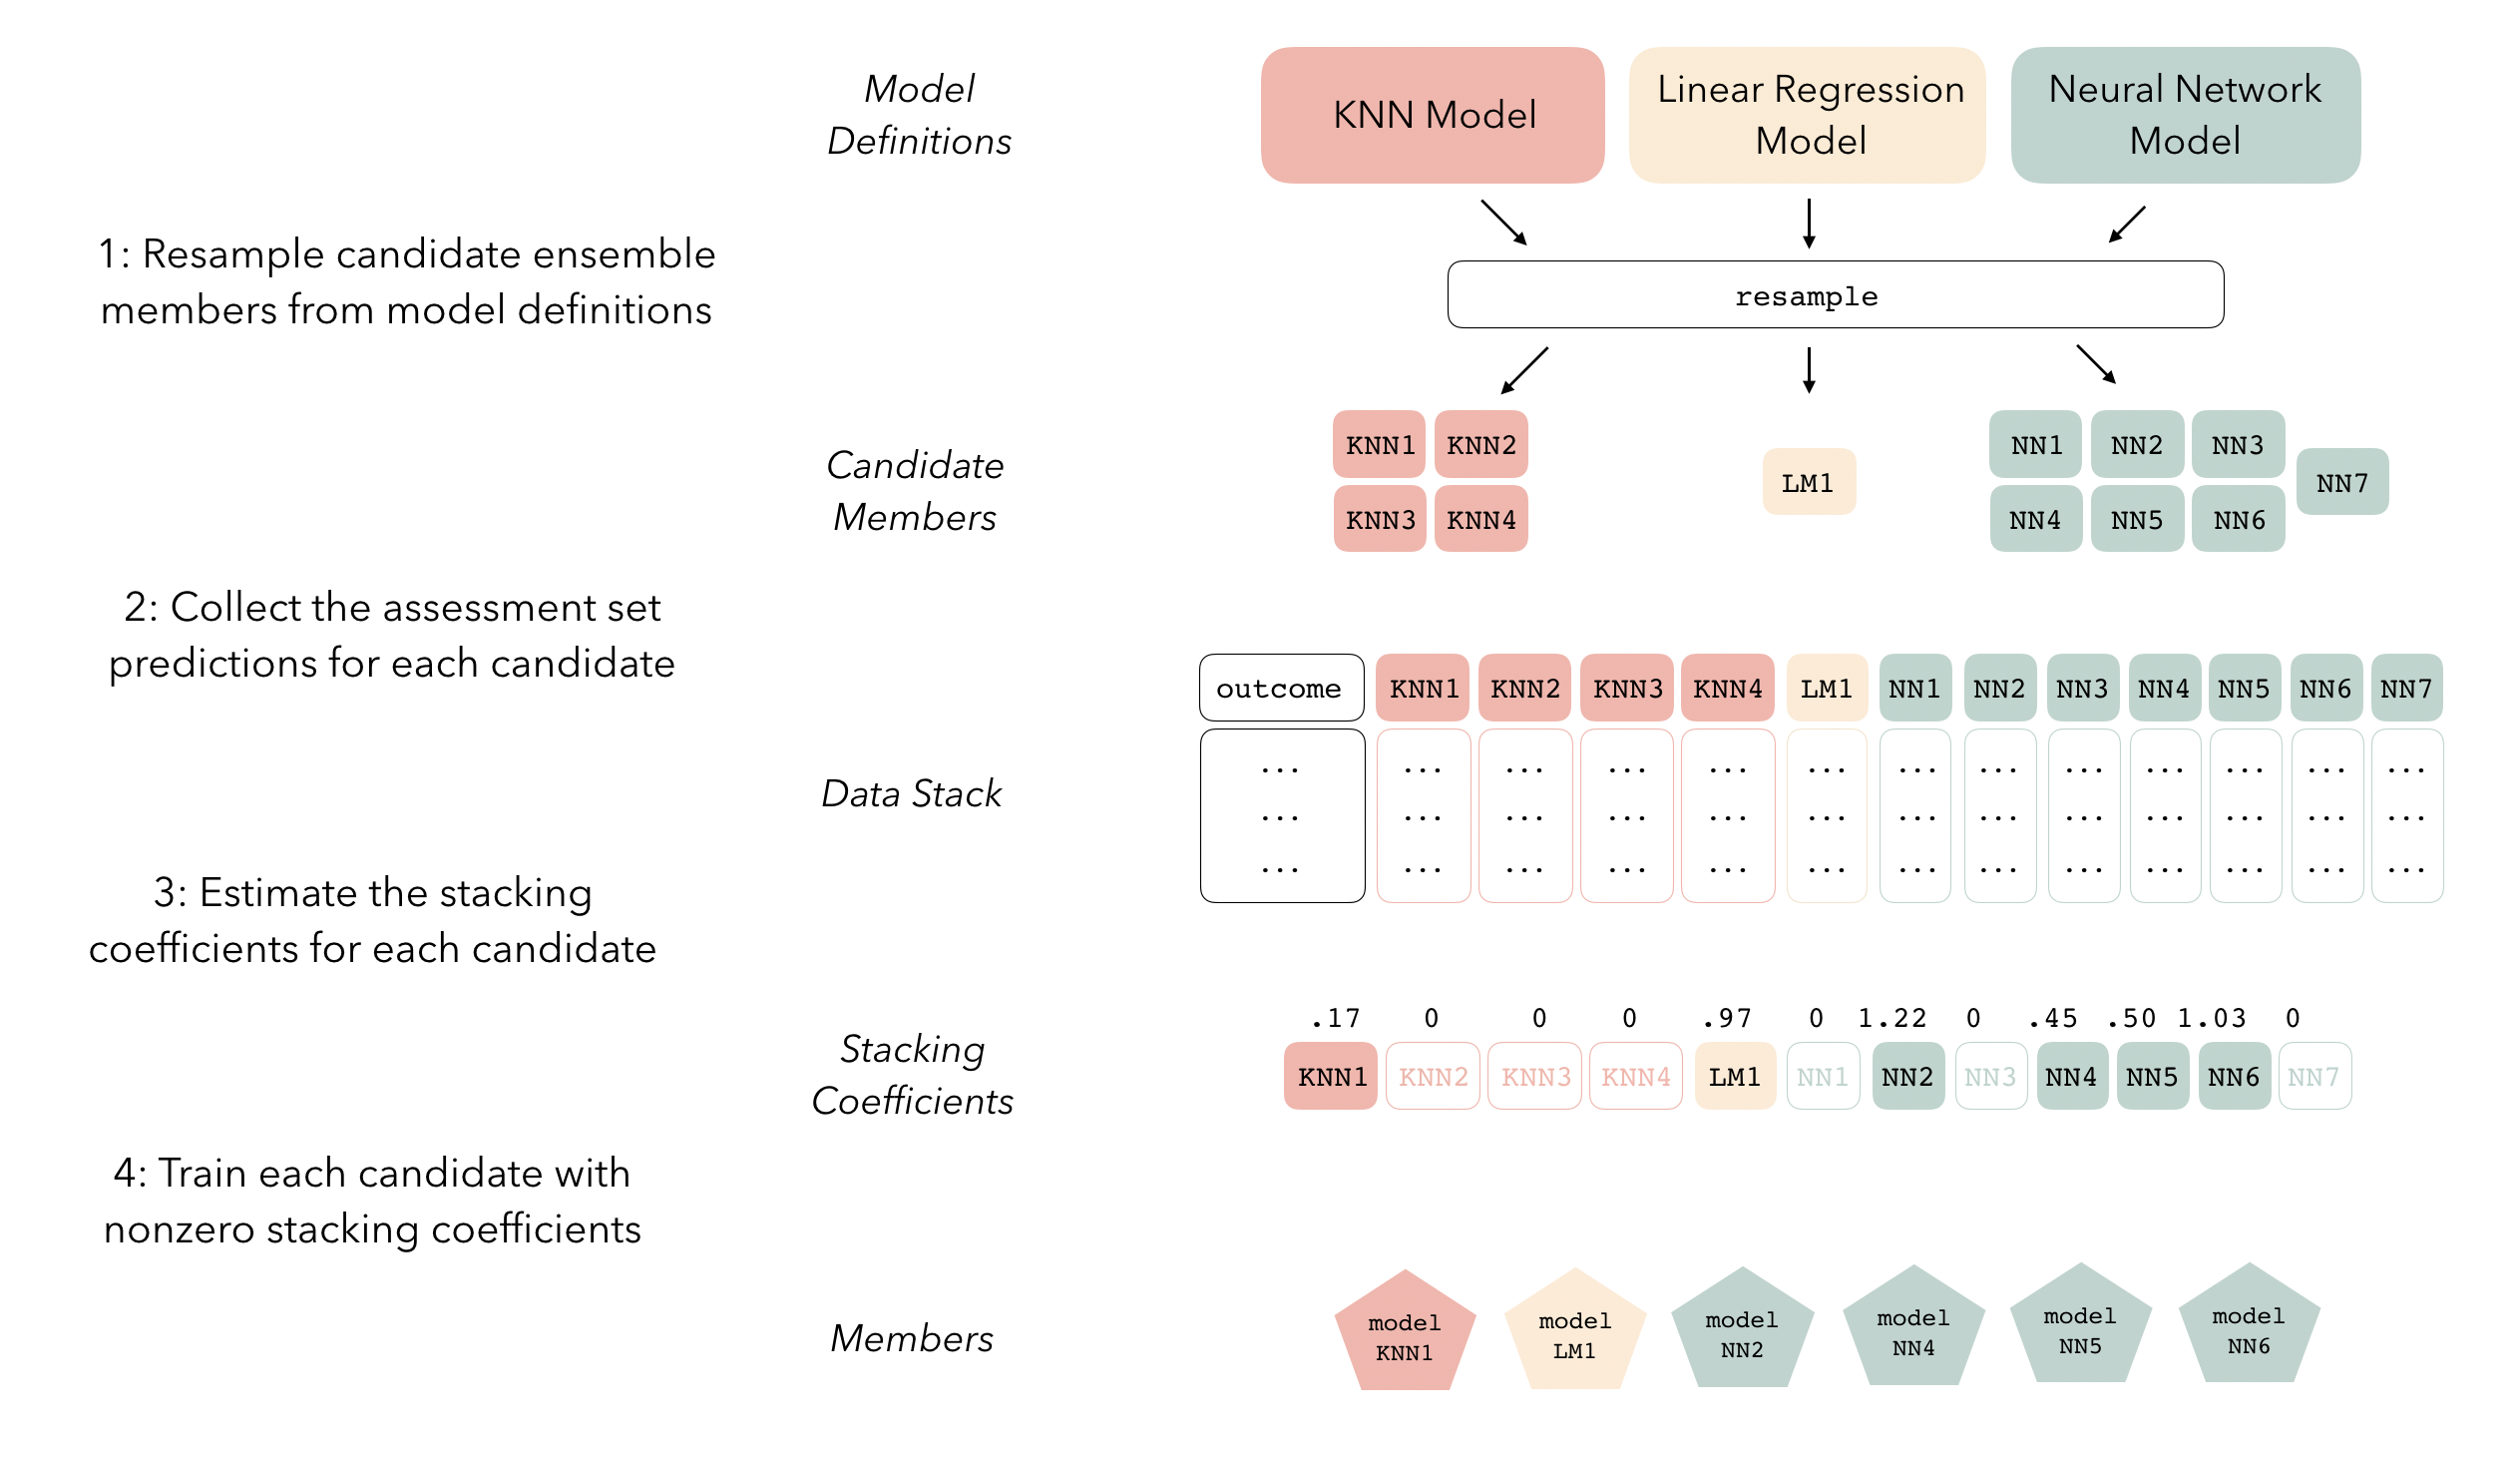 Model
Definitions
KNN Model
Linear Regression
Model
Neural Network
Model
1: Resample candidate ensemble
members from model definitions
resample
Candidate
Members
KNN1 KNN2
KNN3 KNN4
LM1
NN1 NN2 NN3
NN4 NN5 NN6
NN7
2: Collect the assessment set
predictions for each candidate
outcome KNN1 KNN2 KNN3 KNN4 LM1 NN1 NN2 NN3 NN4 NN5 NN6 NN7
Data Stack
... ... ... ... ... ... ... ... ... ... ... ... ...
... ... ... ... ... ... ... ... ... ... ... ... ...
... ... ... ... ... ... ... ... ... ... ... ... ...
3: Estimate the stacking
coefficients for each candidate
Stacking
Coefficients
.17 0 0 0 .97 0 1.22 0 .45 .50 1.03 0
KNN1 KNN2 KNN3 KNN4 LM1 NN1 NN2 NN3 NN4 NN5 NN6 NN7
4: Train each candidate with
nonzero stacking coefficients
Members
model
KNN1
model
LM1
model
NN2
model
NN4
model
NN5
model
NN6